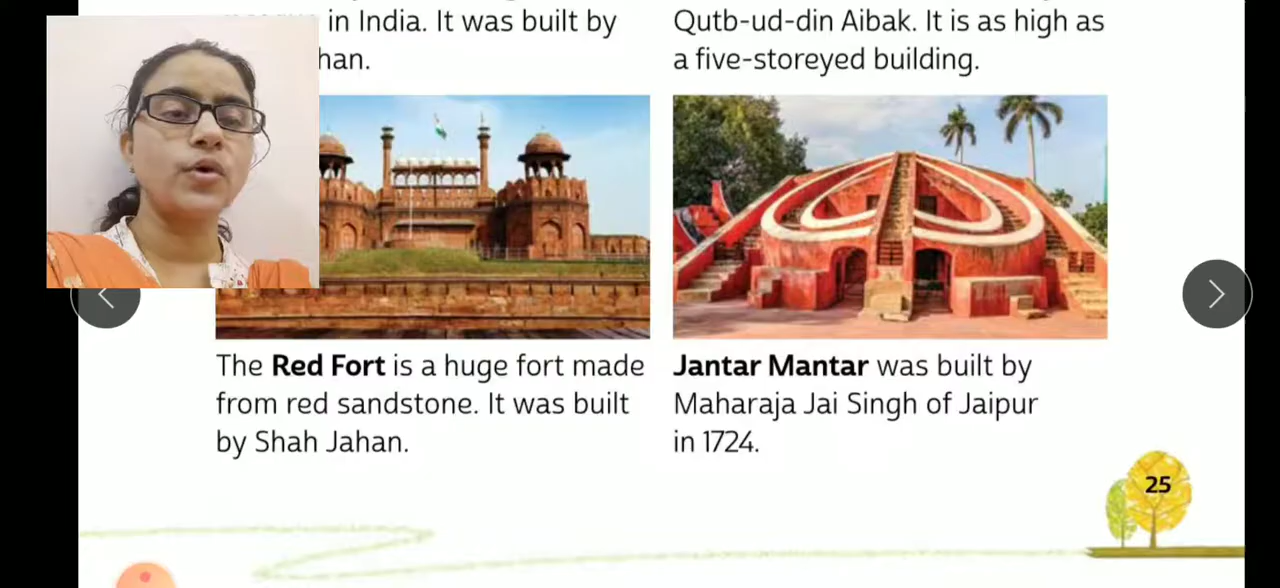 in India. It was built by
han.
Qutb-ud-din Aibak. It is as high as
a five-storeyed building.
The Red Fort is a huge fort made
from red sandstone. It was built
by Shah Jahan.
Jantar Mantar was built by
Maharaja Jai Singh of Jaipur
in 1724.
25